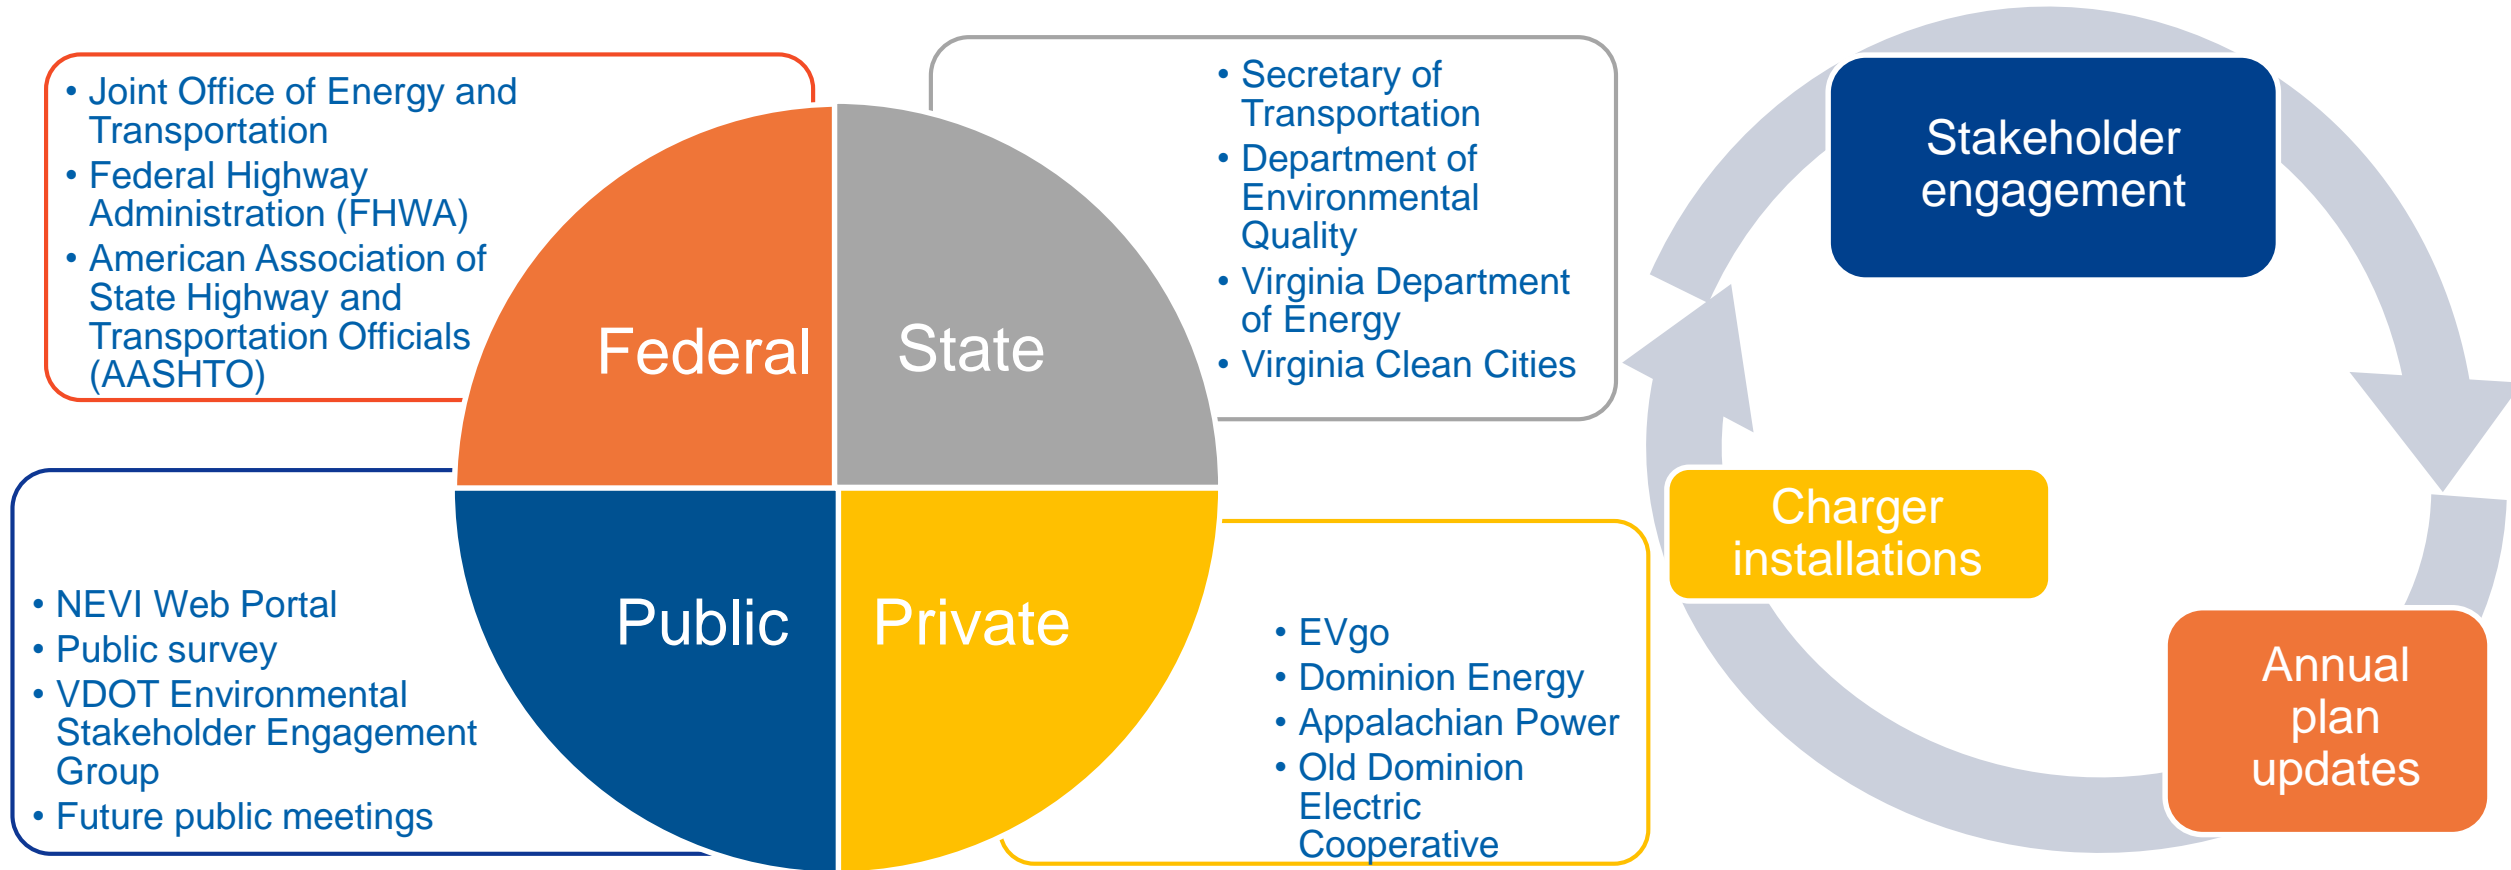 • Joint Office of Energy and
Transportation
• Federal Highway
Administration (FHWA)
• American Association of
State Highway and
Transportation Officials
(AASHTO)
• Secretary of
Transportation
• Department of
Environmental
Quality
• Virginia Department
of Energy
• Virginia Clean Cities
Federal
State
Public
Private
• NEVI Web Portal
• Public survey
• VDOT Environmental
Stakeholder Engagement
Group
• Future public meetings
• EVgo
• Dominion Energy
• Appalachian Power
• Old Dominion
Electric
Cooperative
Stakeholder
engagement
Charger
installations
Annual
plan
updates